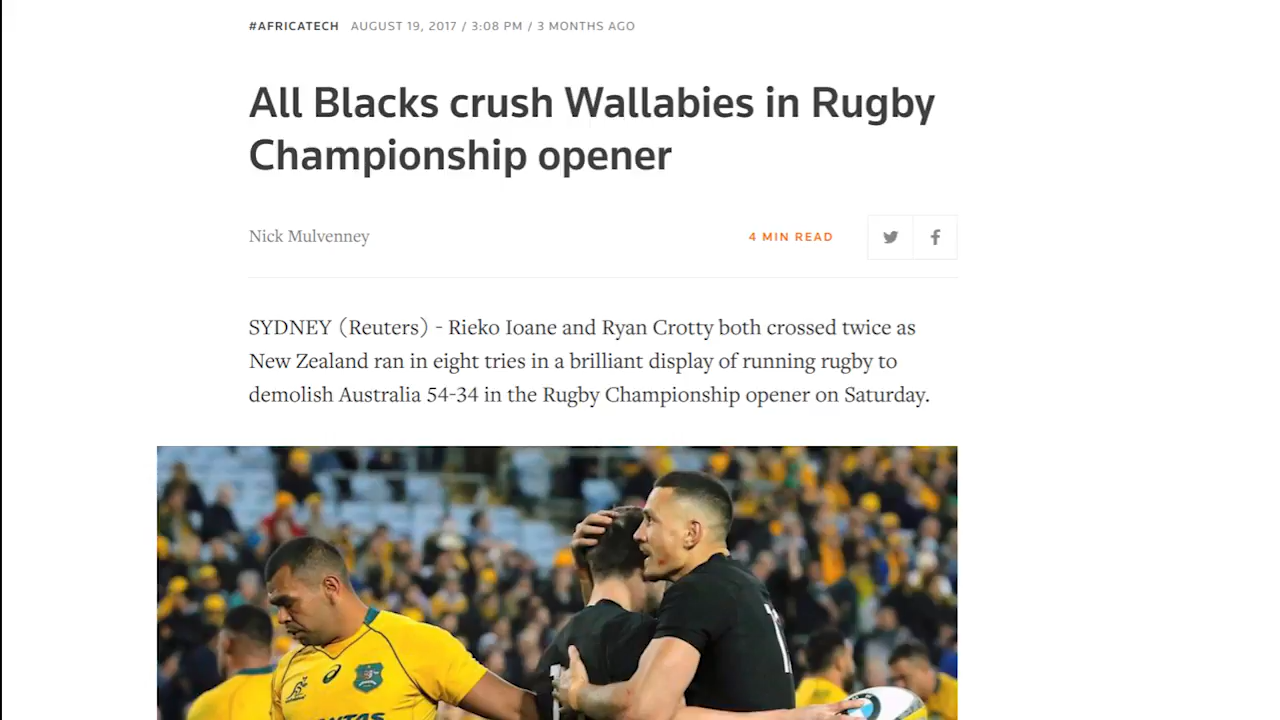 #AFRICATECH AUGUST 19, 2017 / 3:08 PM / 3 MONTHS AGO
All Blacks crush Wallabies in Rugby
Championship opener
Nick Mulvenney
4 MIN READ
SYDNEY (Reuters) - Rieko Ioane and Ryan Crotty both crossed twice as
New Zealand ran in eight tries in a brilliant display of running rugby to
demolish Australia 54-34 in the Rugby Championship opener on Saturday.